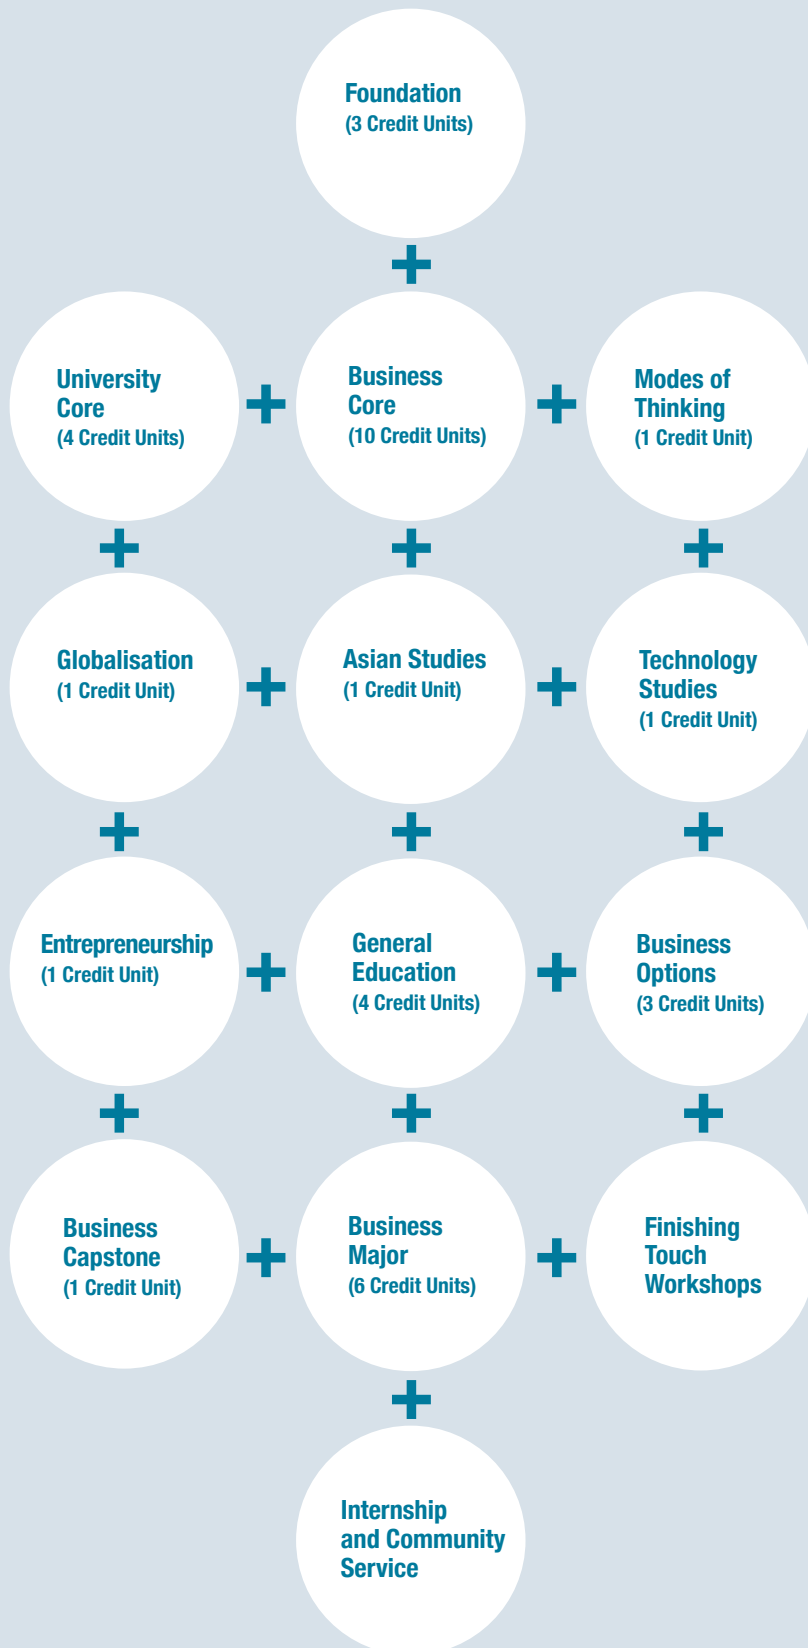 Foundation
(3 Credit Units)
+
University
Core
(4 Credit Units)
+
Business
Core
(10 Credit Units)
+
Modes of
Thinking
(1 Credit Unit)
+
+
+
Globalisation
(1 Credit Unit)
+
Asian Studies
(1 Credit Unit)
+
Technology
Studies
(1 Credit Unit)
+
+
+
Entrepreneurship
(1 Credit Unit)
+
General
Education
(4 Credit Units)
+
Business
Options
(3 Credit Units)
+
+
+
Business
Capstone
(1 Credit Unit)
+
Business
Major
(6 Credit Units)
+
Finishing
Touch
Workshops
+
Internship
and Community
Service